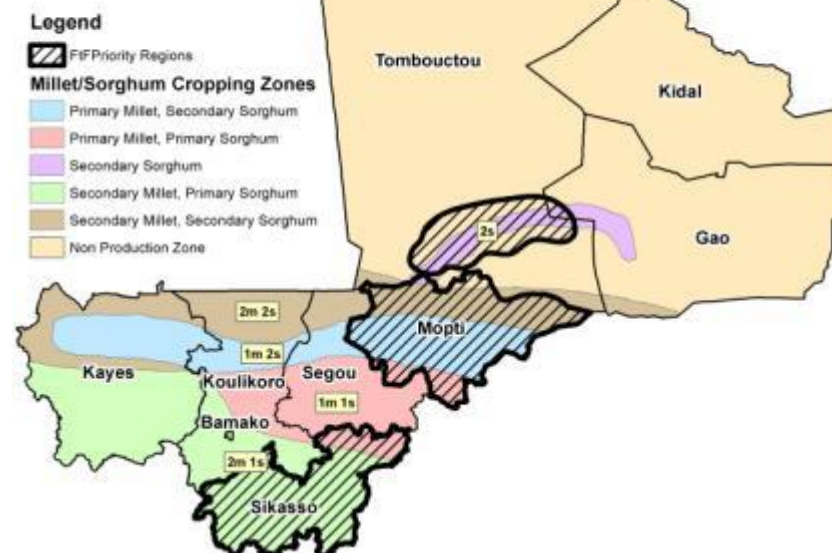 Legend
FtFPriority Regions
Millet/Sorghum Cropping Zones
Primary Millet, Secondary Sorghum
Primary Millet, Primary Sorghum
Secondary Sorghum
Secondary Millet, Primary Sorghum
Secondary Millet, Secondary Sorghum
Non Production Zone
Tombouctou
Kidal
2s
Gao
2m 2s
Mopti
1m 2s
Kayes
Koulikoro
Segou
1m 1s
Bamako
2m 1s
Sikasso